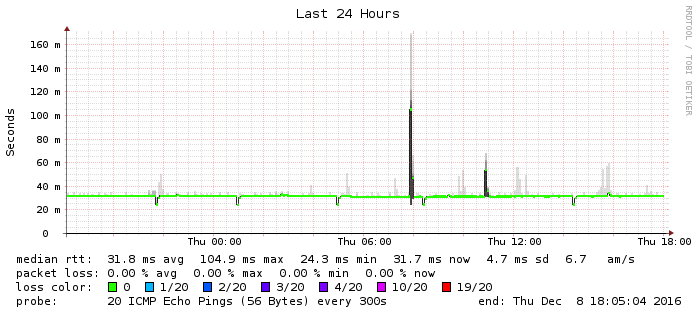 Last 24 Hours
RRDTOOL / TOBI OETIKER
Seconds
160 m
140 m
120 m
100 m
80 m
60 m
40 m
20 m
0
Thu 00:00 Thu 06:00 Thu 12:00 Thu 18:00
median rtt: 31.8 ms avg 104.9 ms max 24.3 ms min 31.7 ms now 4.7 ms sd 6.7 am/s
packet loss: 0.00 % avg 0.00 % max 0.00 % min 0.00 % now
loss color: 0 1/20 2/20 3/20 4/20 10/20 19/20
probe: 20 ICMP Echo Pings (56 Bytes) every 300s end: Thu Dec 8 18:05:04 2016